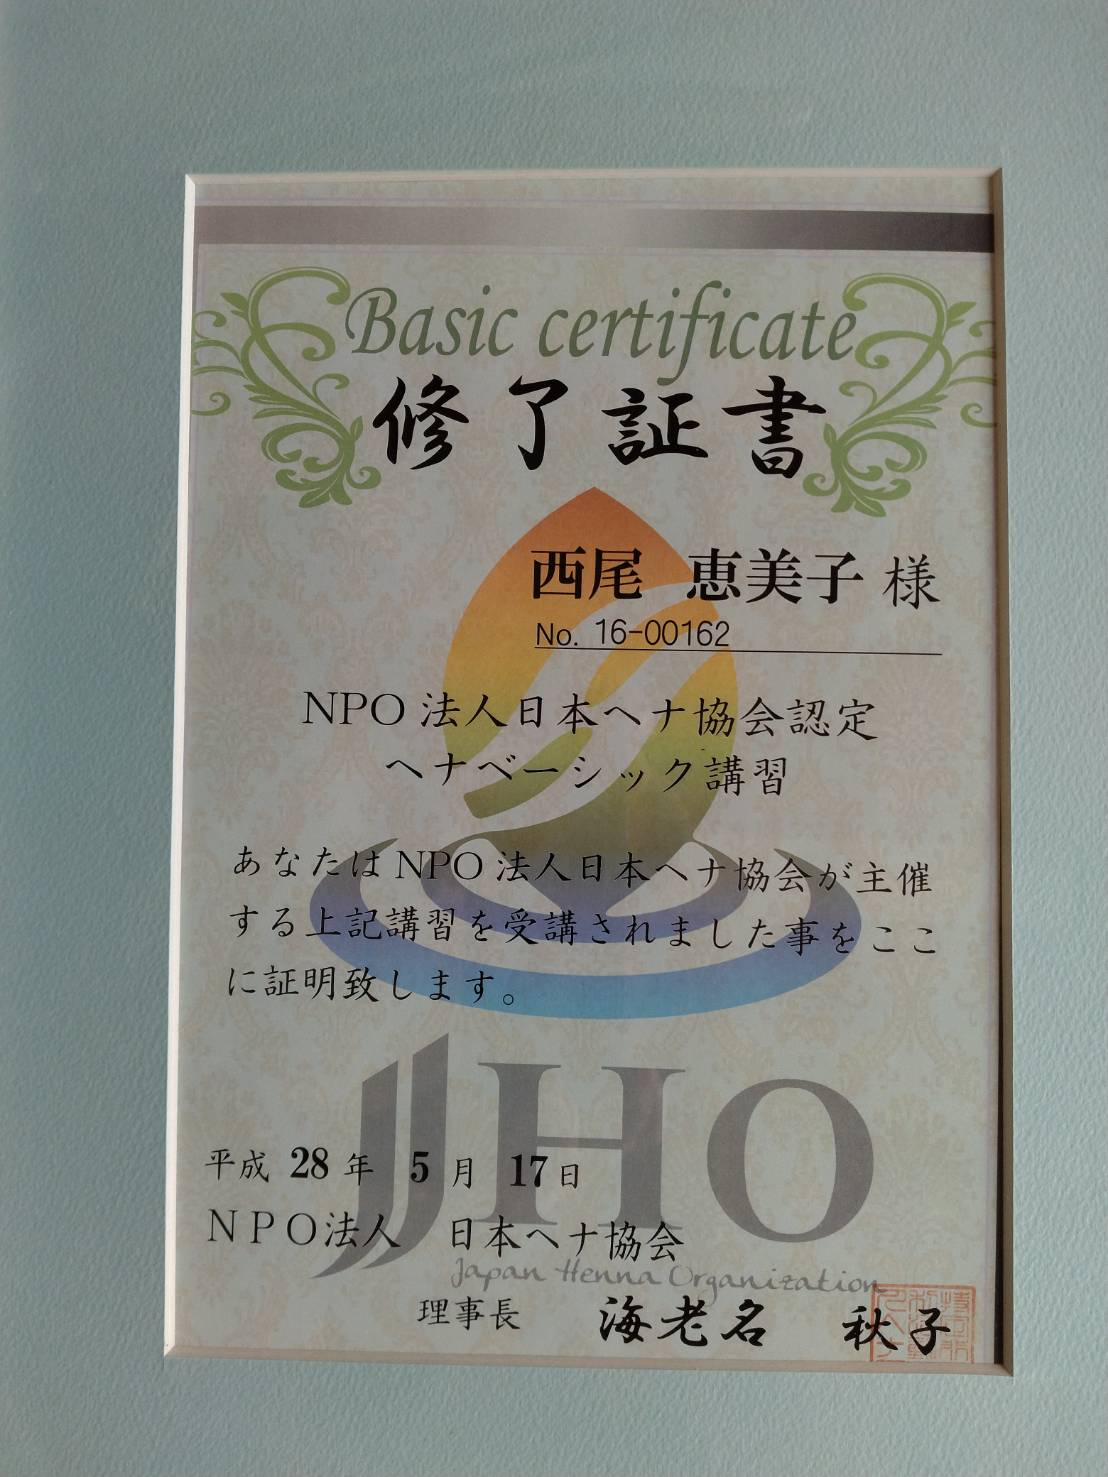 Basic certificate
修了証書
西尾 恵美子 様
No. 16-00162
NPO法人日本ヘナ協会認定
ヘナベーシック講習
あなたはNPO法人日本ヘナ協会が主催
する上記講習を受講されました事をここ
に証明致します。
JHO
平成 28 年 5 月 17 日
NPO法人 日本ヘナ協会
Japan Henna Organization
理事長 海老名 秋子